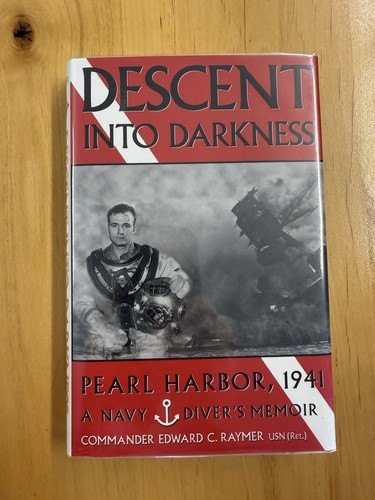 DESCENT
INTO DARKNESS
PEARL HARBOR, 1941
A NAVY DIVER'S MEMOIR
COMMANDER EDWARD C. RAYMER USN (Ret.)